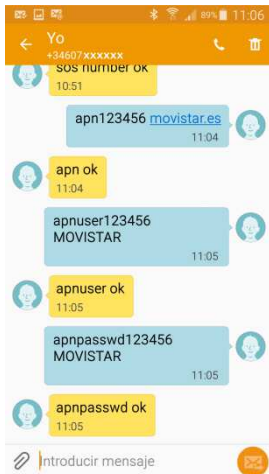 89% 11:06
Yo
+34607xxxxxx
sos number ok
10:51
apn123456 movistar.es
11:04
apn ok
11:04
apnuser123456
MOVISTAR
11:05
apnuser ok
11:05
apnpasswd123456
MOVISTAR
11:05
apnpasswd ok
11:05
Introducir mensaje